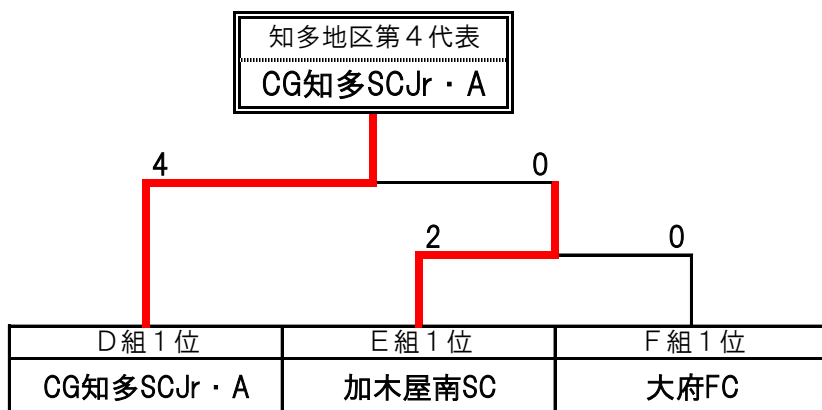 知多地区第４代表
CG知多SCJr・A
4 0
2 0
Ｄ組１位 Ｅ組１位 Ｆ組１位
CG知多SCJr・A 加木屋南SC 大府FC